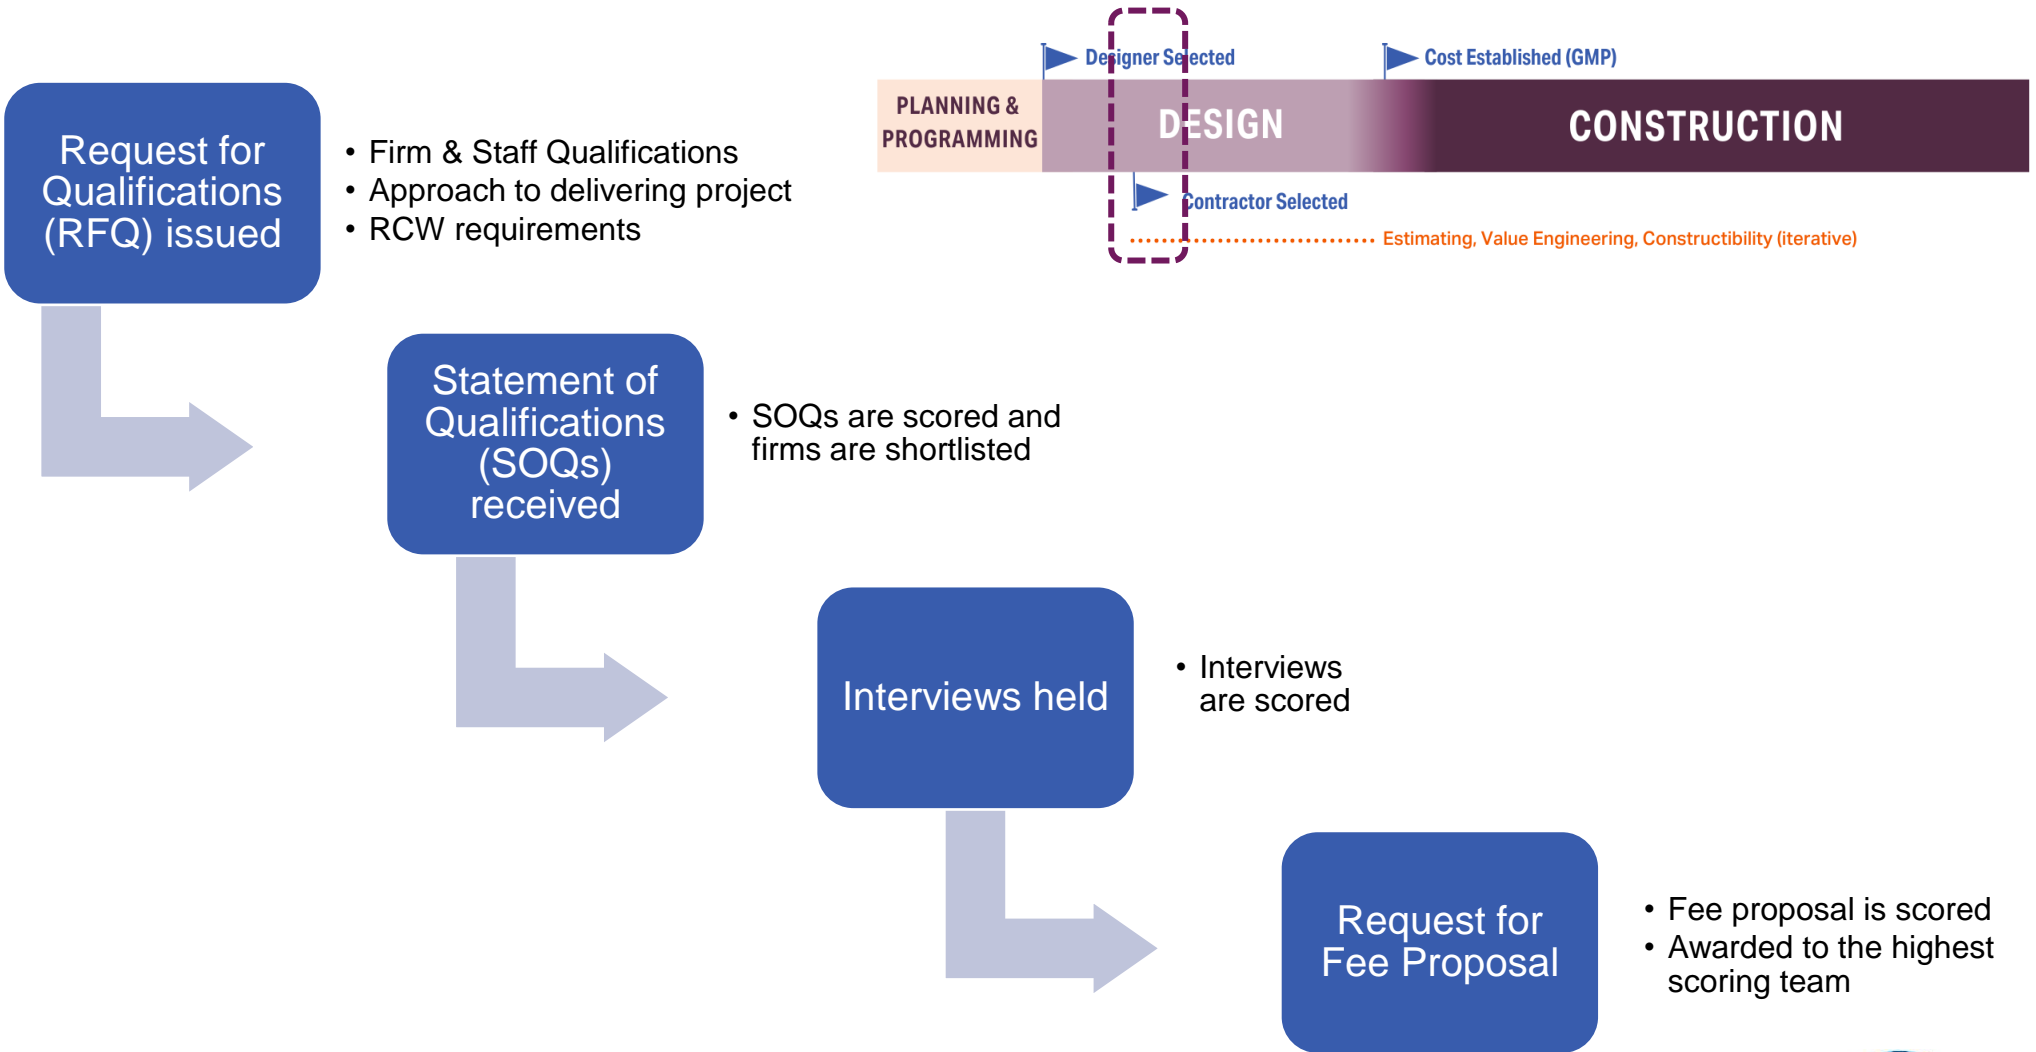 Request for
Qualifications
(RFQ) issued
• Firm & Staff Qualifications
• Approach to delivering project
• RCW requirements
Designer Selected
Cost Established (GMP)
PLANNING &
PROGRAMMING
DESIGN
CONSTRUCTION
Contractor Selected
Estimating, Value Engineering, Constructibility (iterative)
Statement of
Qualifications
(SOQs)
received
• SOQs are scored and
firms are shortlisted
Interviews held
• Interviews
are scored
Request for
Fee Proposal
• Fee proposal is scored
• Awarded to the highest
scoring team